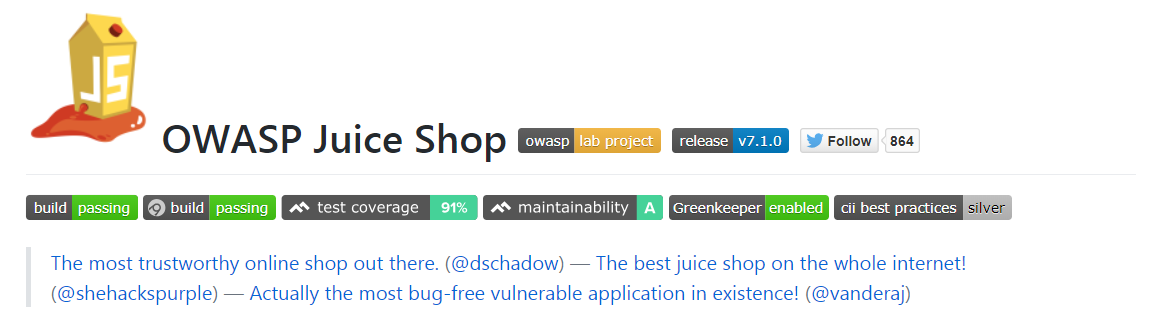 JS
OWASP Juice Shop owasp lab project release v7.1.0 Follow 864
build passing build passing test coverage 91% maintainability A Greenkeeper enabled cii best practices silver
The most trustworthy online shop out there. (@dschadow) — The best juice shop on the whole internet!
(@shehackspurple) — Actually the most bug-free vulnerable application in existence! (@vanderaj)